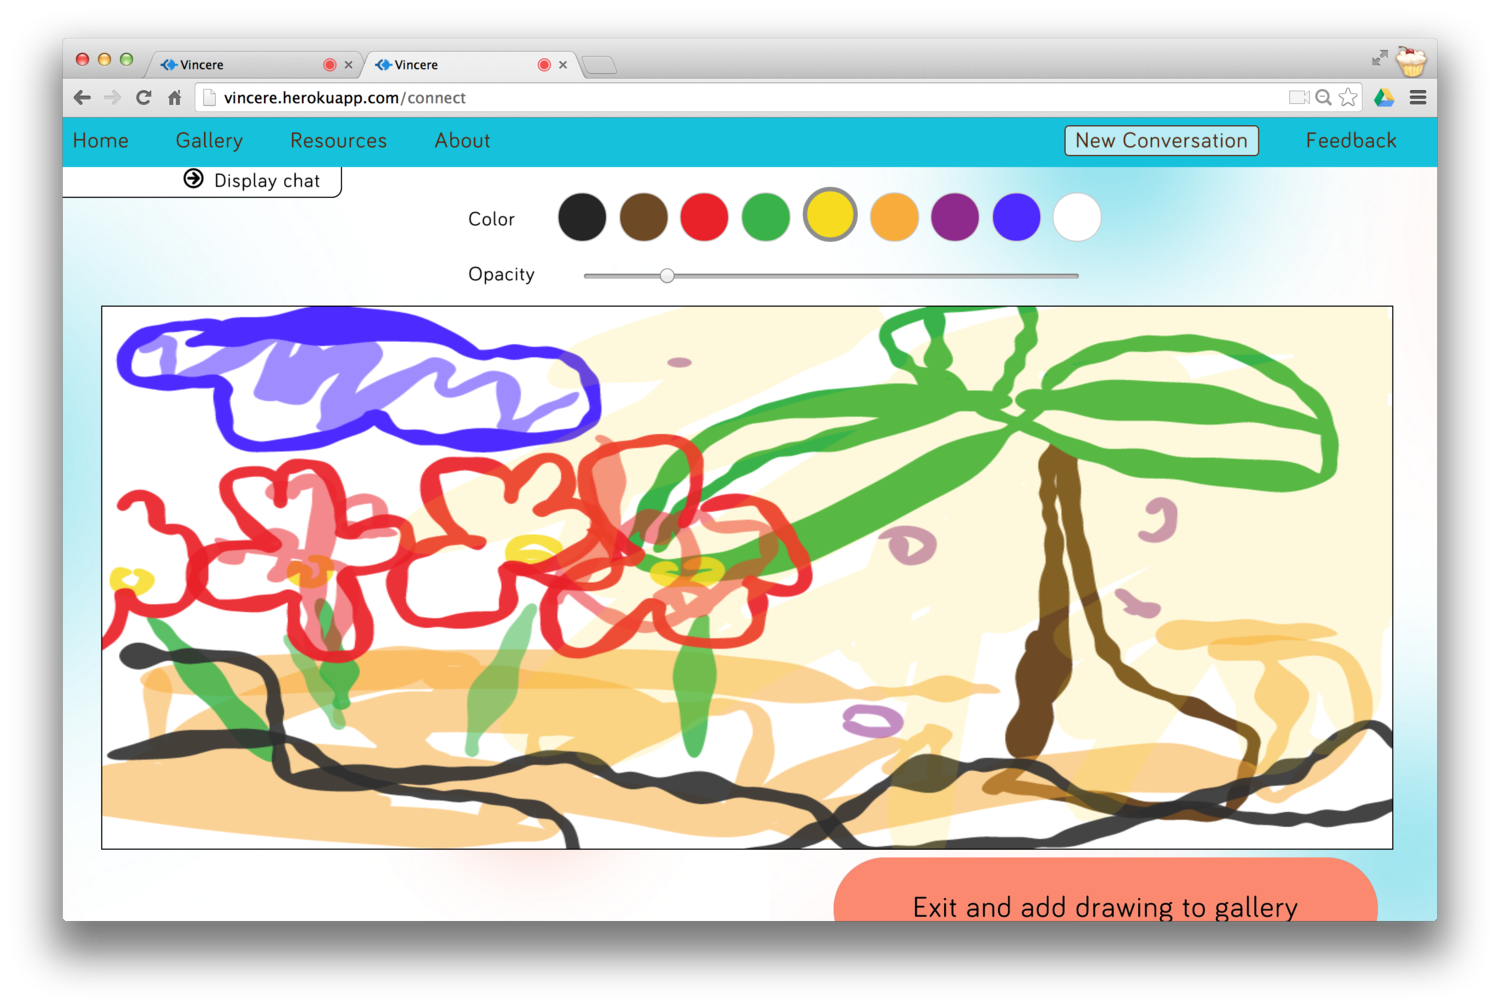 Vincere
Vincere
vincere.herokuapp.com/connect
Home Gallery Resources About New Conversation Feedback
Display chat
Color
Opacity
Exit and add drawing to gallery